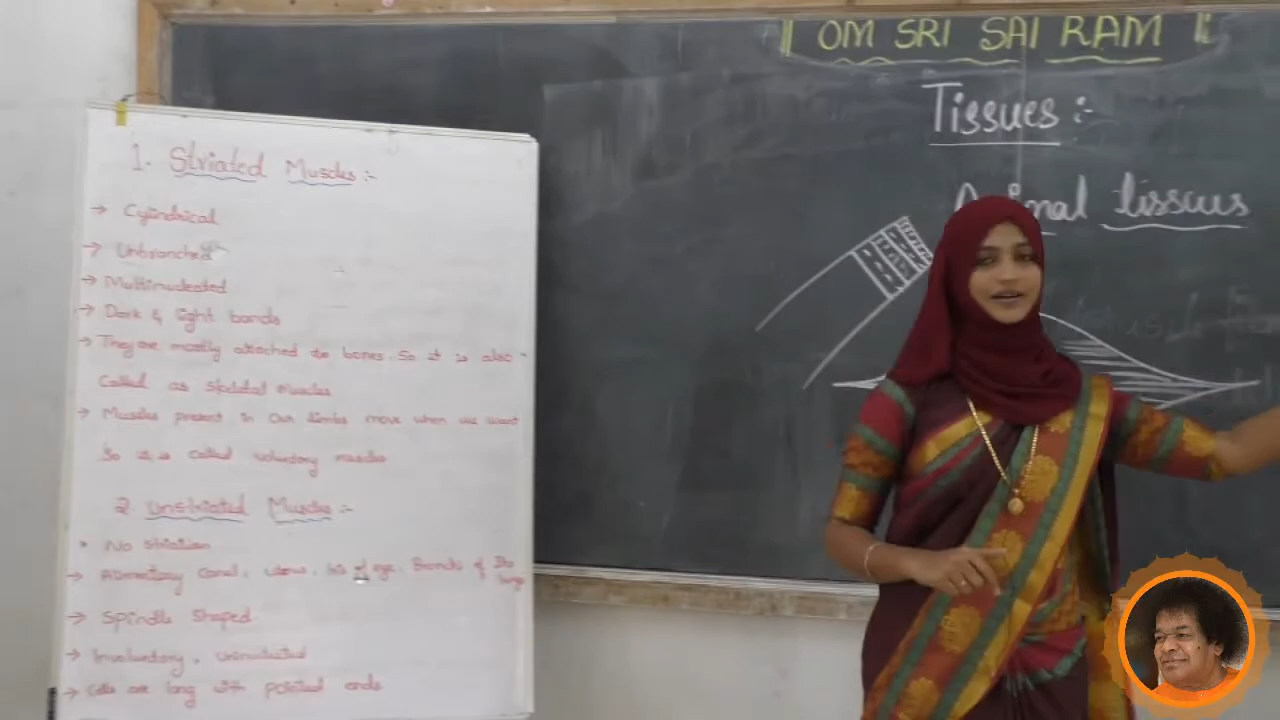 || OM SRI SAI RAM ||
Tissues :-
Animal tissues
1. Striated Muscles :-
→ Cylindrical
→ Unbranched
→ Multinucleated
→ Dark & light bands
→ They are mostly attached to bones. So it is also
Called as Skeletal Muscles
→ Muscles present in Our limbs move when we want
So it is called voluntary muscles
2. Unstriated Muscles :-
No striation
→ Alimentary Canal, uterus, Iris of eye, Bronchi of the
lungs
→ Spindle Shaped
→ Involuntary, Uninucleated
→ Cells are long with pointed ends